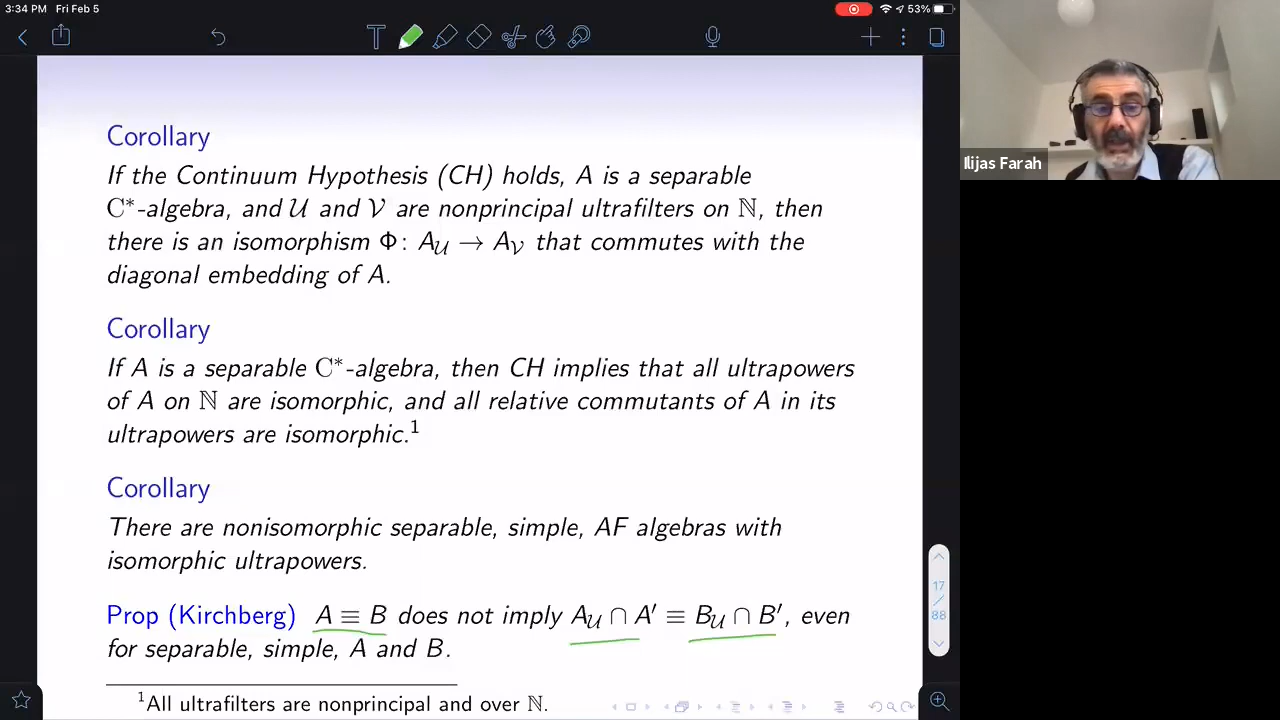 3:34 PM Fri Feb 5
53%
Corollary
If the Continuum Hypothesis (CH) holds, A is a separable
C*-algebra, and 𝒰 and 𝒱 are nonprincipal ultrafilters on ℕ, then
there is an isomorphism Φ: A_𝒰 → A_𝒱 that commutes with the
diagonal embedding of A.
Corollary
If A is a separable C*-algebra, then CH implies that all ultrapowers
of A on ℕ are isomorphic, and all relative commutants of A in its
ultrapowers are isomorphic.¹
Corollary
There are nonisomorphic separable, simple, AF algebras with
isomorphic ultrapowers.
Prop (Kirchberg) A ≡ B does not imply A_𝒰 ∩ A′ ≡ B_𝒰 ∩ B′, even
for separable, simple, A and B.
¹All ultrafilters are nonprincipal and over ℕ.
17
/
88
Ilijas Farah